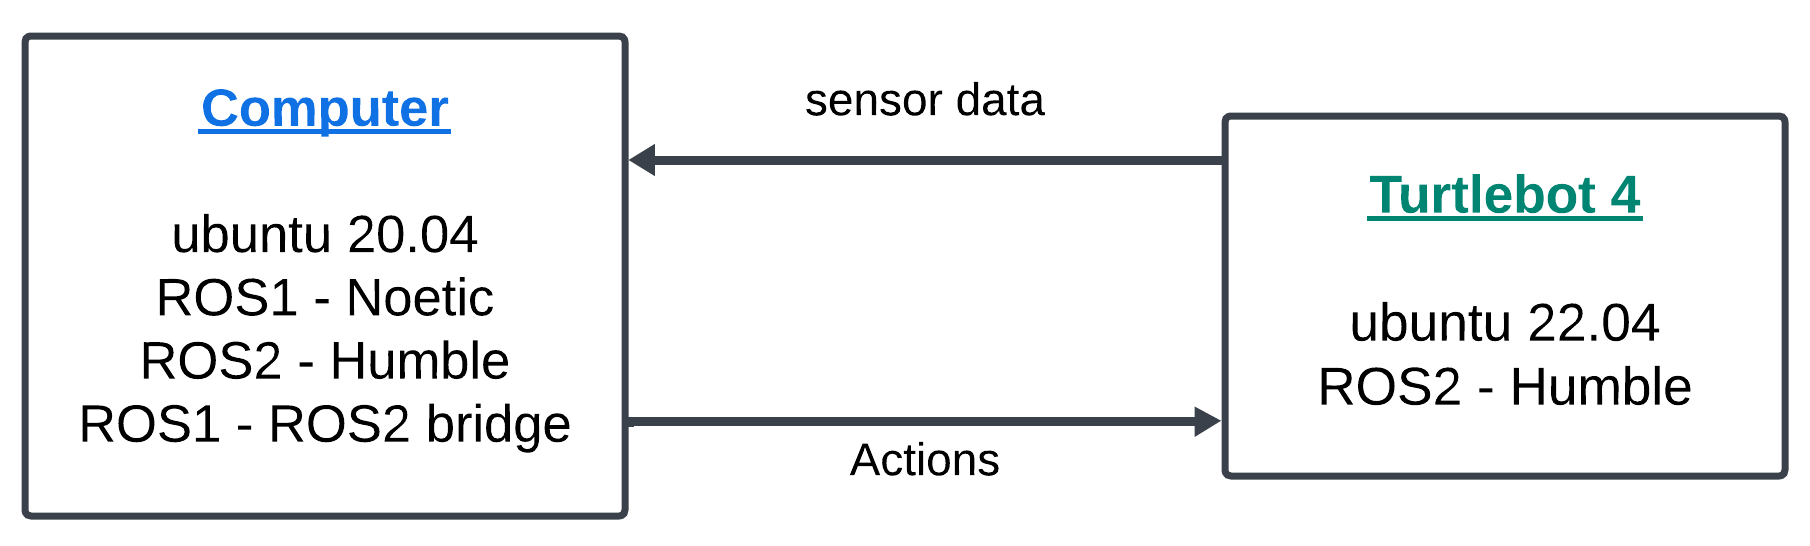 Computer
ubuntu 20.04
ROS1 - Noetic
ROS2 - Humble
ROS1 - ROS2 bridge
sensor data
Actions
Turtlebot 4
ubuntu 22.04
ROS2 - Humble